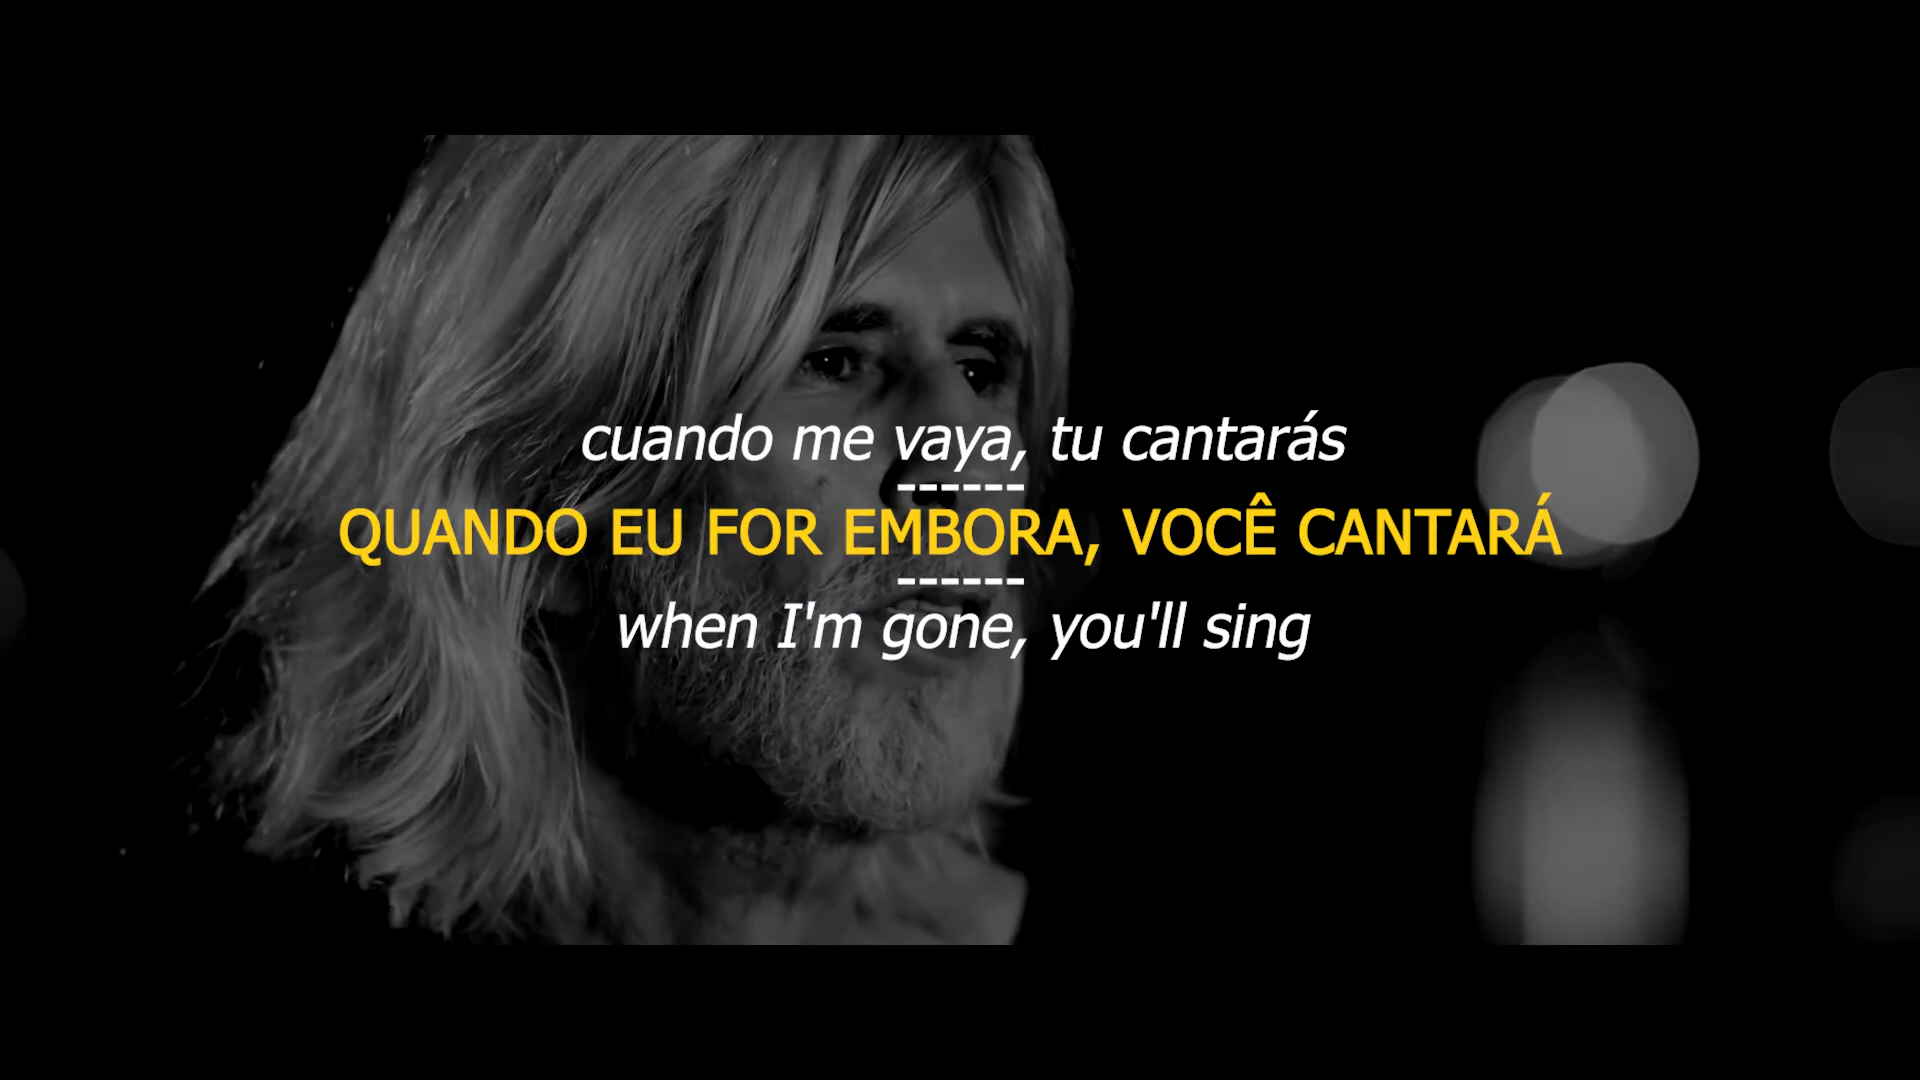 cuando me vaya, tu cantarás
------
QUANDO EU FOR EMBORA, VOCÊ CANTARÁ
------
when I'm gone, you'll sing